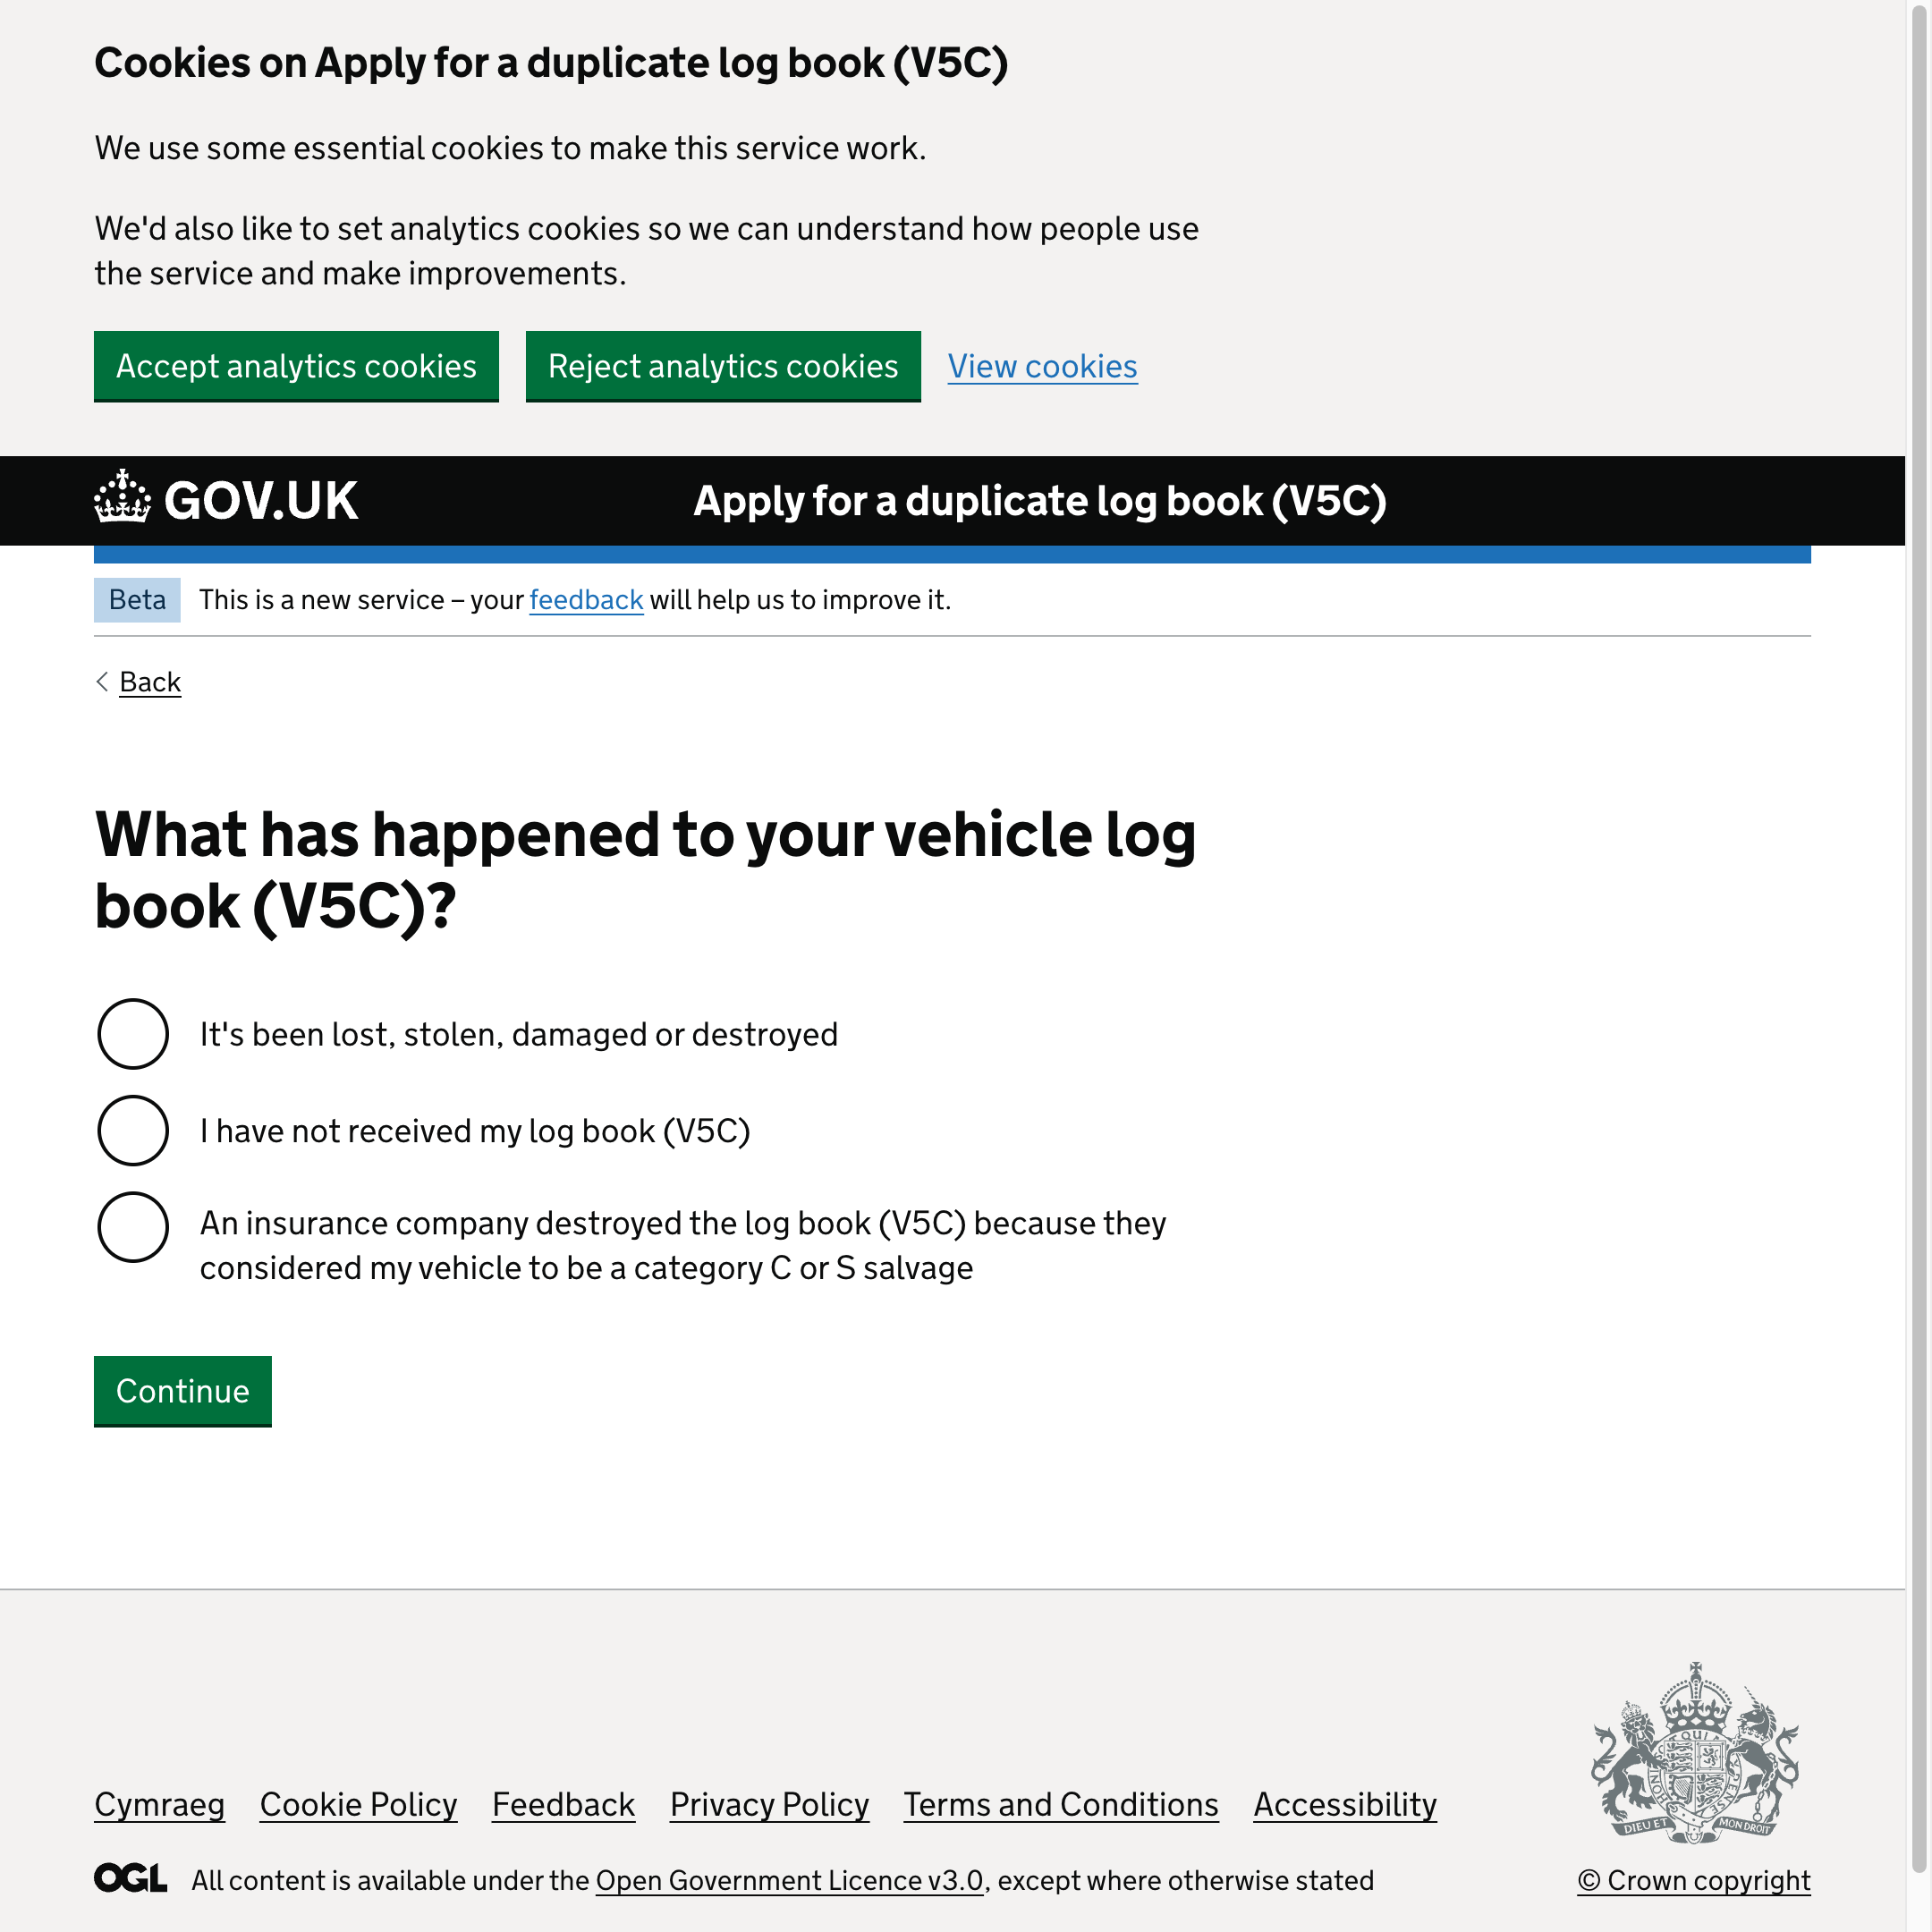 Cookies on Apply for a duplicate log book (V5C)
We use some essential cookies to make this service work.
We'd also like to set analytics cookies so we can understand how people use
the service and make improvements.
Accept analytics cookies
Reject analytics cookies
View cookies
GOV.UK
Apply for a duplicate log book (V5C)
Beta
This is a new service – your feedback will help us to improve it.
Back
What has happened to your vehicle log
book (V5C)?
It's been lost, stolen, damaged or destroyed
I have not received my log book (V5C)
An insurance company destroyed the log book (V5C) because they
considered my vehicle to be a category C or S salvage
Continue
Cymraeg
Cookie Policy
Feedback
Privacy Policy
Terms and Conditions
Accessibility
DIEU ET MON DROIT
OGL
All content is available under the Open Government Licence v3.0, except where otherwise stated
© Crown copyright